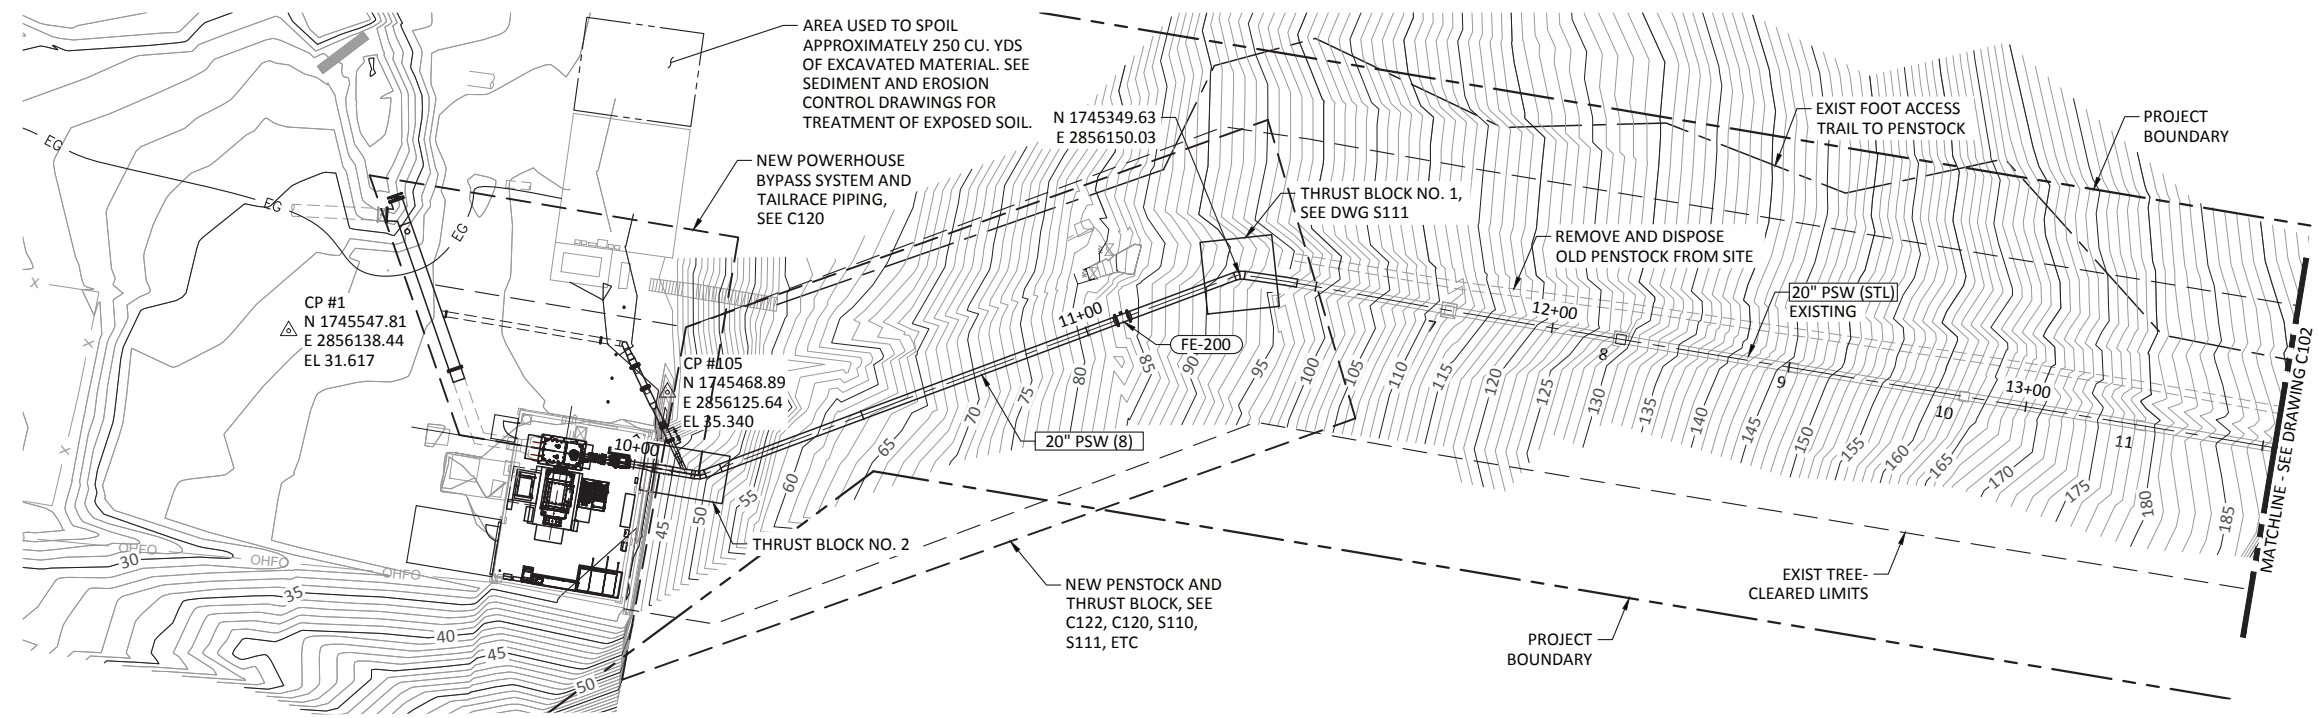 AREA USED TO SPOIL
APPROXIMATELY 250 CU. YDS
OF EXCAVATED MATERIAL. SEE
SEDIMENT AND EROSION
CONTROL DRAWINGS FOR
TREATMENT OF EXPOSED SOIL.
N 1745349.63
E 2856150.03
EXIST FOOT ACCESS
TRAIL TO PENSTOCK
PROJECT
BOUNDARY
EG
NEW POWERHOUSE
BYPASS SYSTEM AND
TAILRACE PIPING,
SEE C120
THRUST BLOCK NO. 1,
SEE DWG S111
EG
EG
REMOVE AND DISPOSE
OLD PENSTOCK FROM SITE
X
CP #1
N 1745547.81
E 2856138.44
EL 31.617
20" PSW (STL)
EXISTING
11+00
FE-200
7
12+00
8
9
13+00
10
11
X
CP #105
N 1745468.89
E 2856125.64
EL 35.340
MATCHLINE - SEE DRAWING C102
10+00
20" PSW (8)
X
45
50
55
60
65
70
75
80
85
90
95
100
105
110
115
120
125
130
135
140
145
150
155
160
165
170
175
180
185
THRUST BLOCK NO. 2
OHFO
OHFO
OHFO
30
35
40
45
50
NEW PENSTOCK AND
THRUST BLOCK, SEE
C122, C120, S110,
S111, ETC
EXIST TREE-
CLEARED LIMITS
PROJECT
BOUNDARY